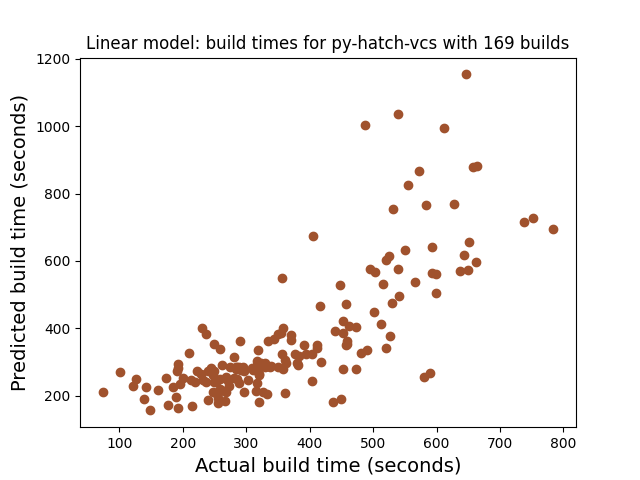 Linear model: build times for py-hatch-vcs with 169 builds
Predicted build time (seconds)
1200
1000
800
600
400
200
100 200 300 400 500 600 700 800
Actual build time (seconds)